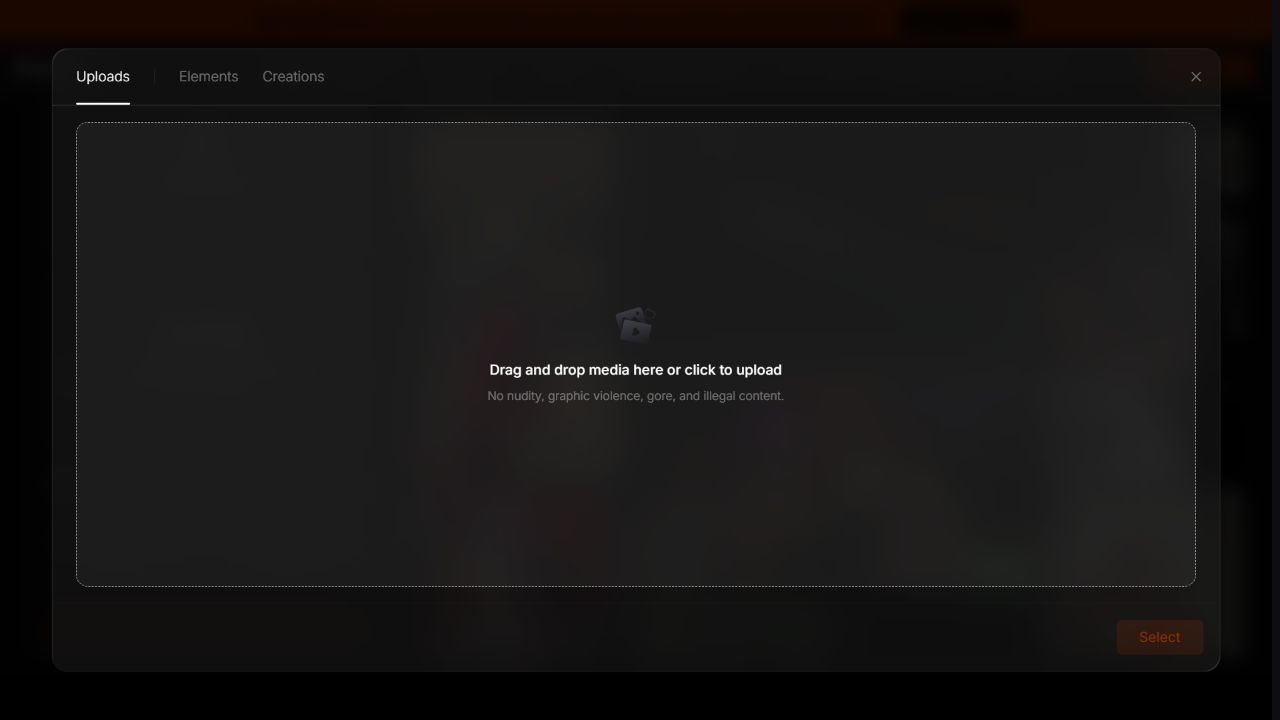 Uploads
Elements
Creations
Drag and drop media here or click to upload
No nudity, graphic violence, gore, and illegal content.
Select